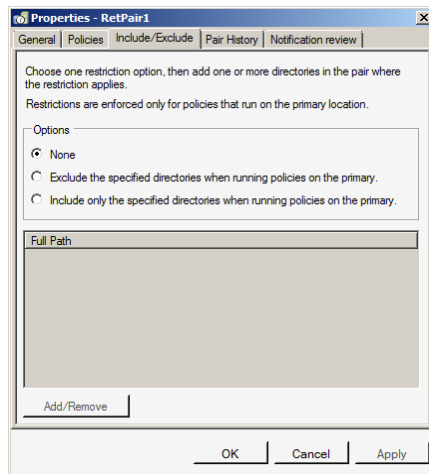 Properties - RetPair1
General Policies Include/Exclude Pair History Notification review
Choose one restriction option, then add one or more directories in the pair where
the restriction applies.
Restrictions are enforced only for policies that run on the primary location.
Options
None
Exclude the specified directories when running policies on the primary.
Include only the specified directories when running policies on the primary.
Full Path
Add/Remove
OK Cancel Apply